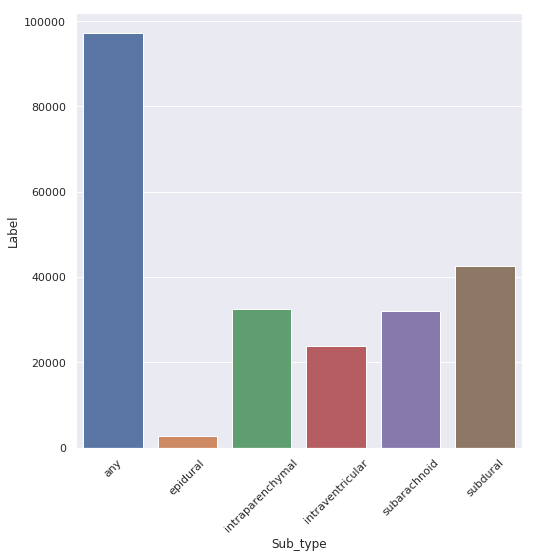 100000
80000
60000
40000
20000
0
Label
any
epidural
intraparenchymal
intraventricular
subarachnoid
subdural
Sub_type